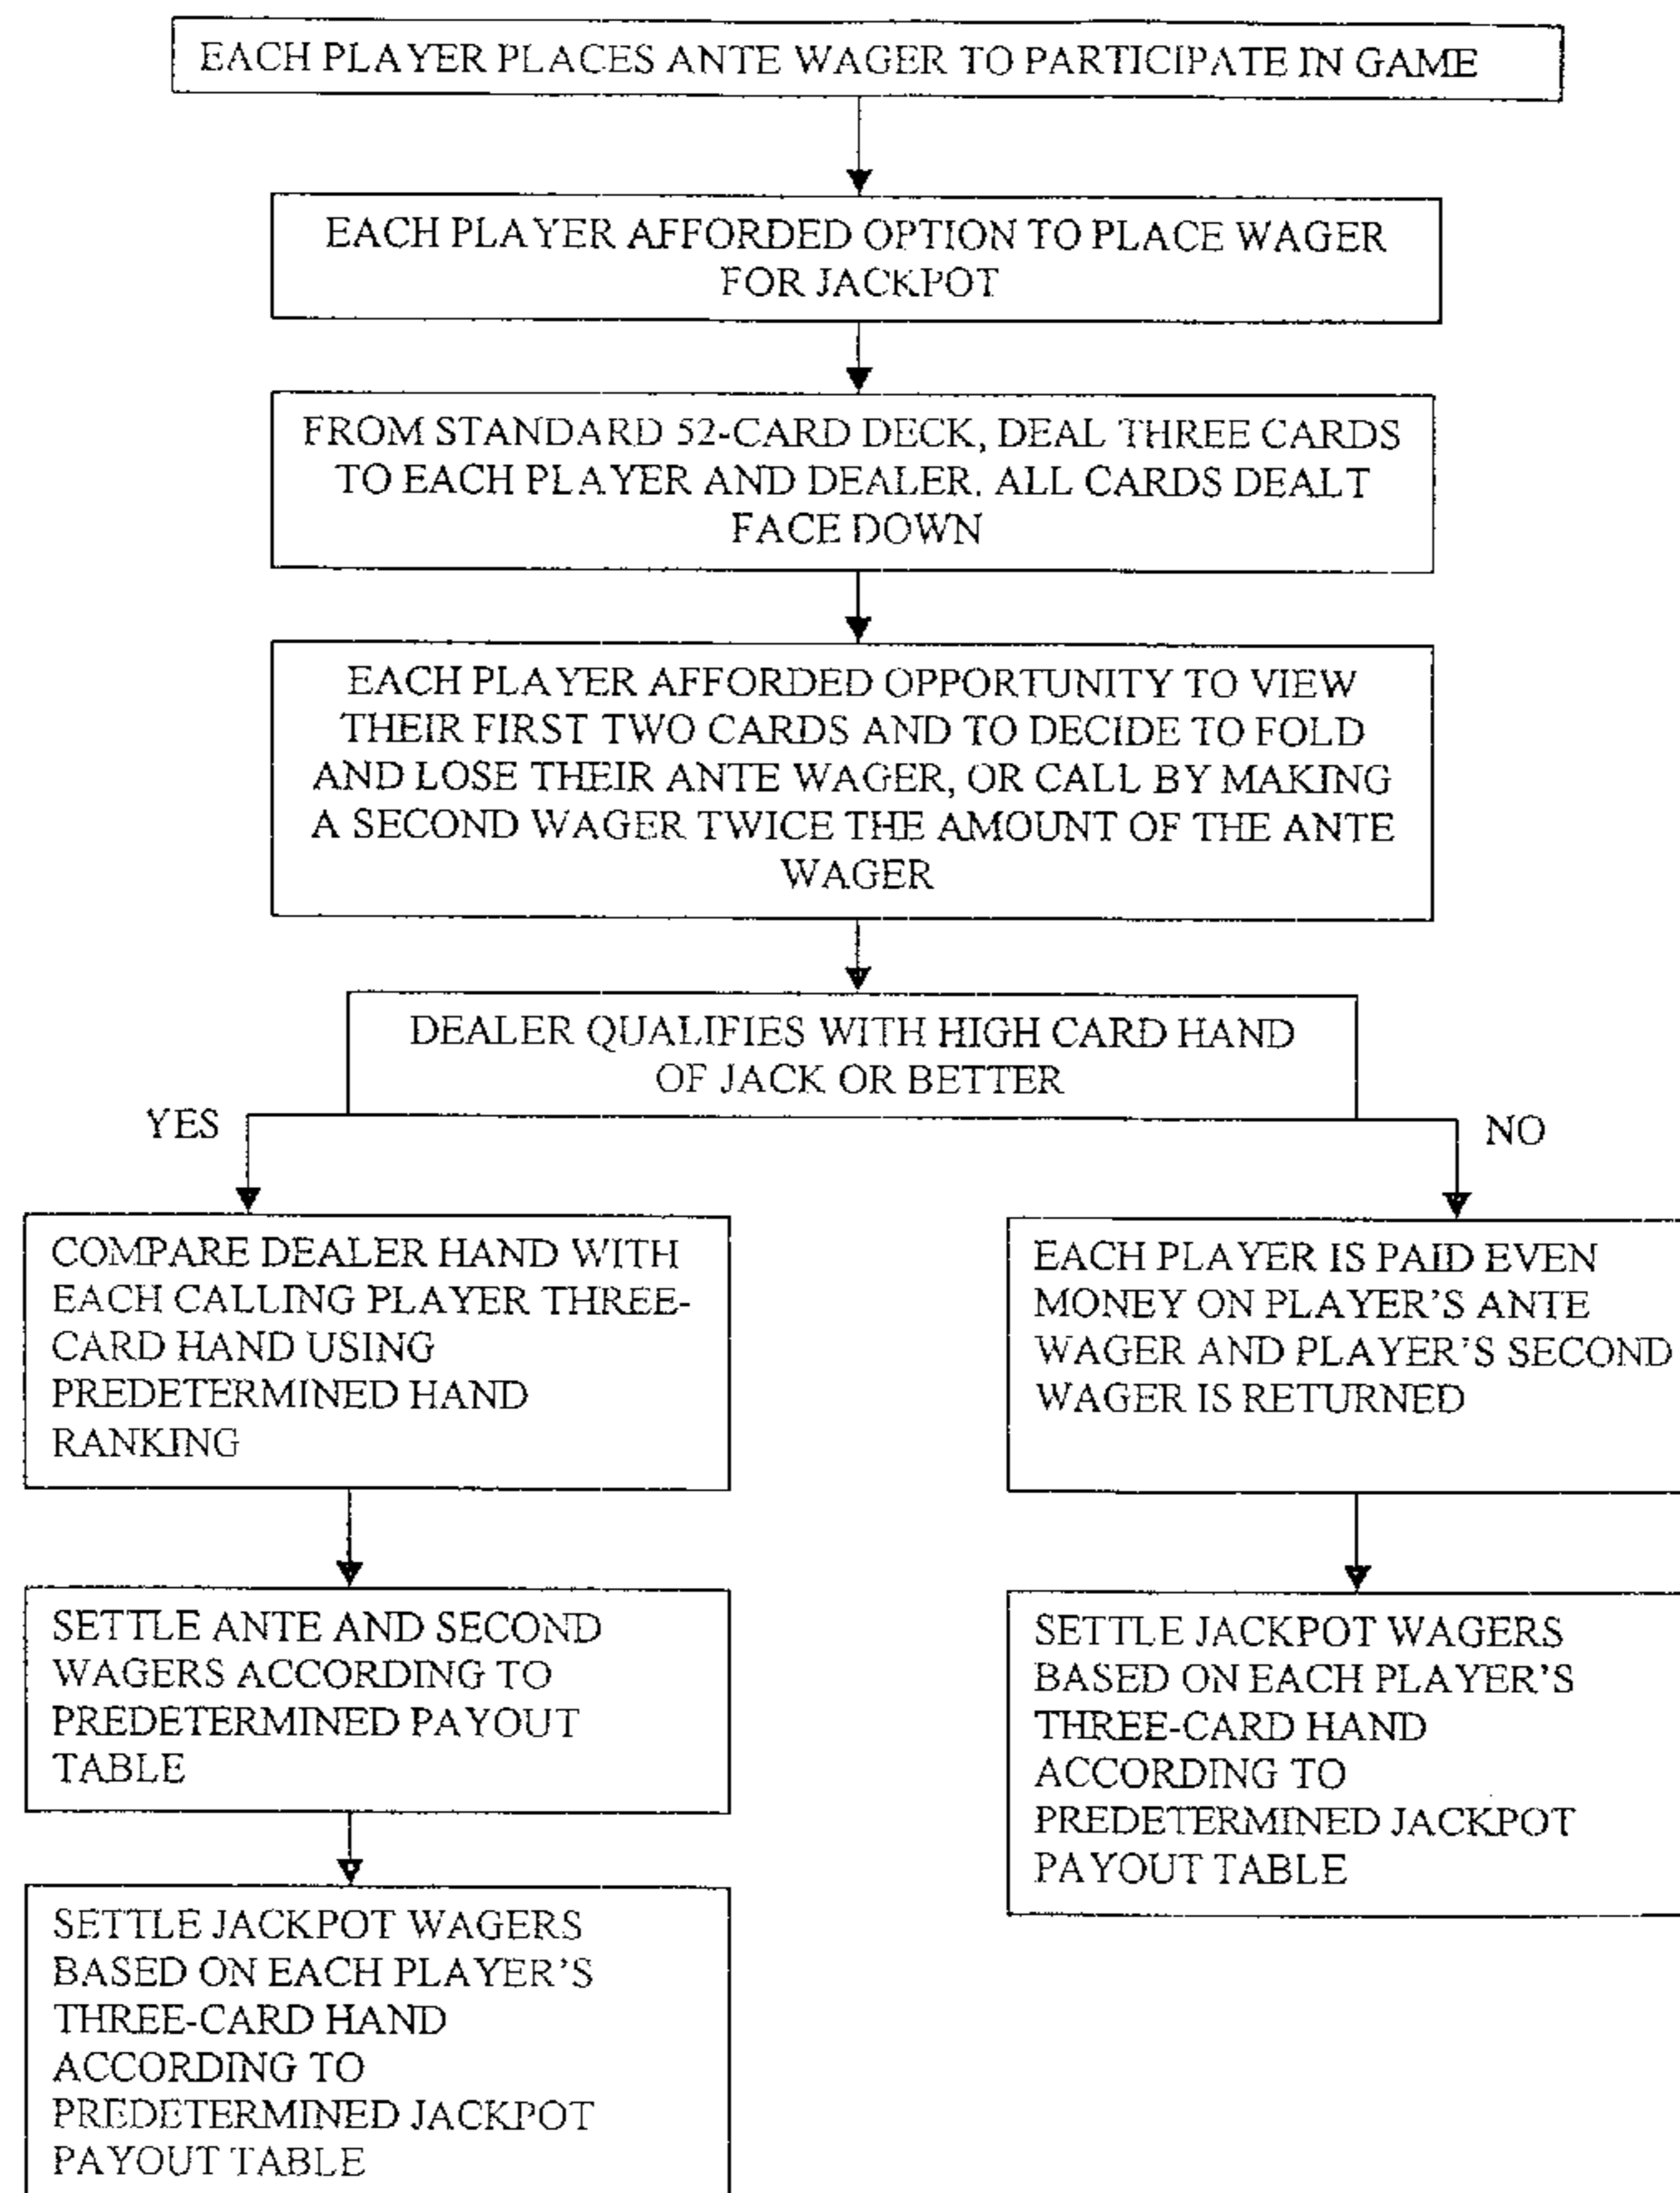 EACH PLAYER PLACES ANTE WAGER TO PARTICIPATE IN GAME
EACH PLAYER AFFORDED OPTION TO PLACE WAGER
FOR JACKPOT
FROM STANDARD 52-CARD DECK, DEAL THREE CARDS
TO EACH PLAYER AND DEALER. ALL CARDS DEALT
FACE DOWN
EACH PLAYER AFFORDED OPPORTUNITY TO VIEW
THEIR FIRST TWO CARDS AND TO DECIDE TO FOLD
AND LOSE THEIR ANTE WAGER, OR CALL BY MAKING
A SECOND WAGER TWICE THE AMOUNT OF THE ANTE
WAGER
DEALER QUALIFIES WITH HIGH CARD HAND
OF JACK OR BETTER
YES
NO
COMPARE DEALER HAND WITH
EACH CALLING PLAYER THREE-
CARD HAND USING
PREDETERMINED HAND
RANKING
SETTLE ANTE AND SECOND
WAGERS ACCORDING TO
PREDETERMINED PAYOUT
TABLE
SETTLE JACKPOT WAGERS
BASED ON EACH PLAYER'S
THREE-CARD HAND
ACCORDING TO
PREDETERMINED JACKPOT
PAYOUT TABLE
EACH PLAYER IS PAID EVEN
MONEY ON PLAYER'S ANTE
WAGER AND PLAYER'S SECOND
WAGER IS RETURNED
SETTLE JACKPOT WAGERS
BASED ON EACH PLAYER'S
THREE-CARD HAND
ACCORDING TO
PREDETERMINED JACKPOT
PAYOUT TABLE